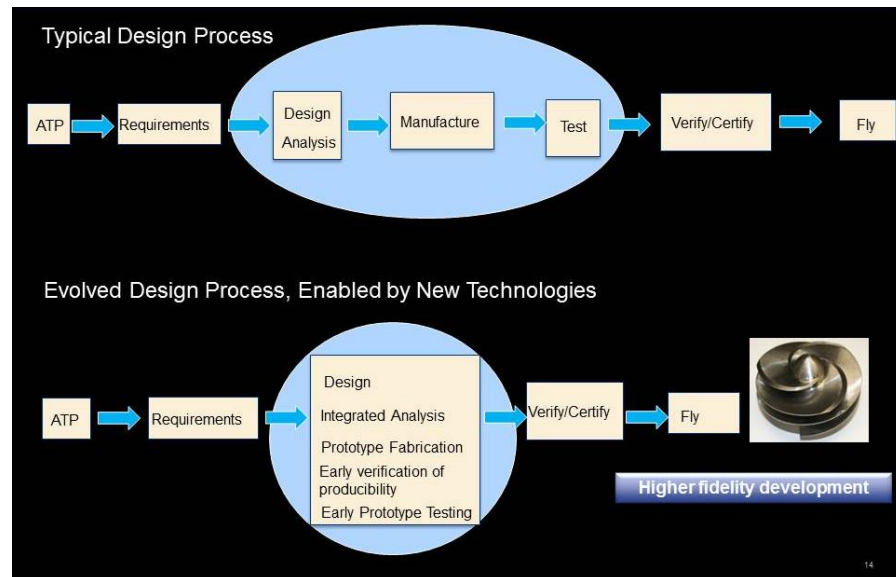 Typical Design Process
ATP
Requirements
Design
Analysis
Manufacture
Test
Verify/Certify
Fly
Evolved Design Process, Enabled by New Technologies
ATP
Requirements
Design
Integrated Analysis
Prototype Fabrication
Early verification of
producibility
Early Prototype Testing
Verify/Certify
Fly
Higher fidelity development
14